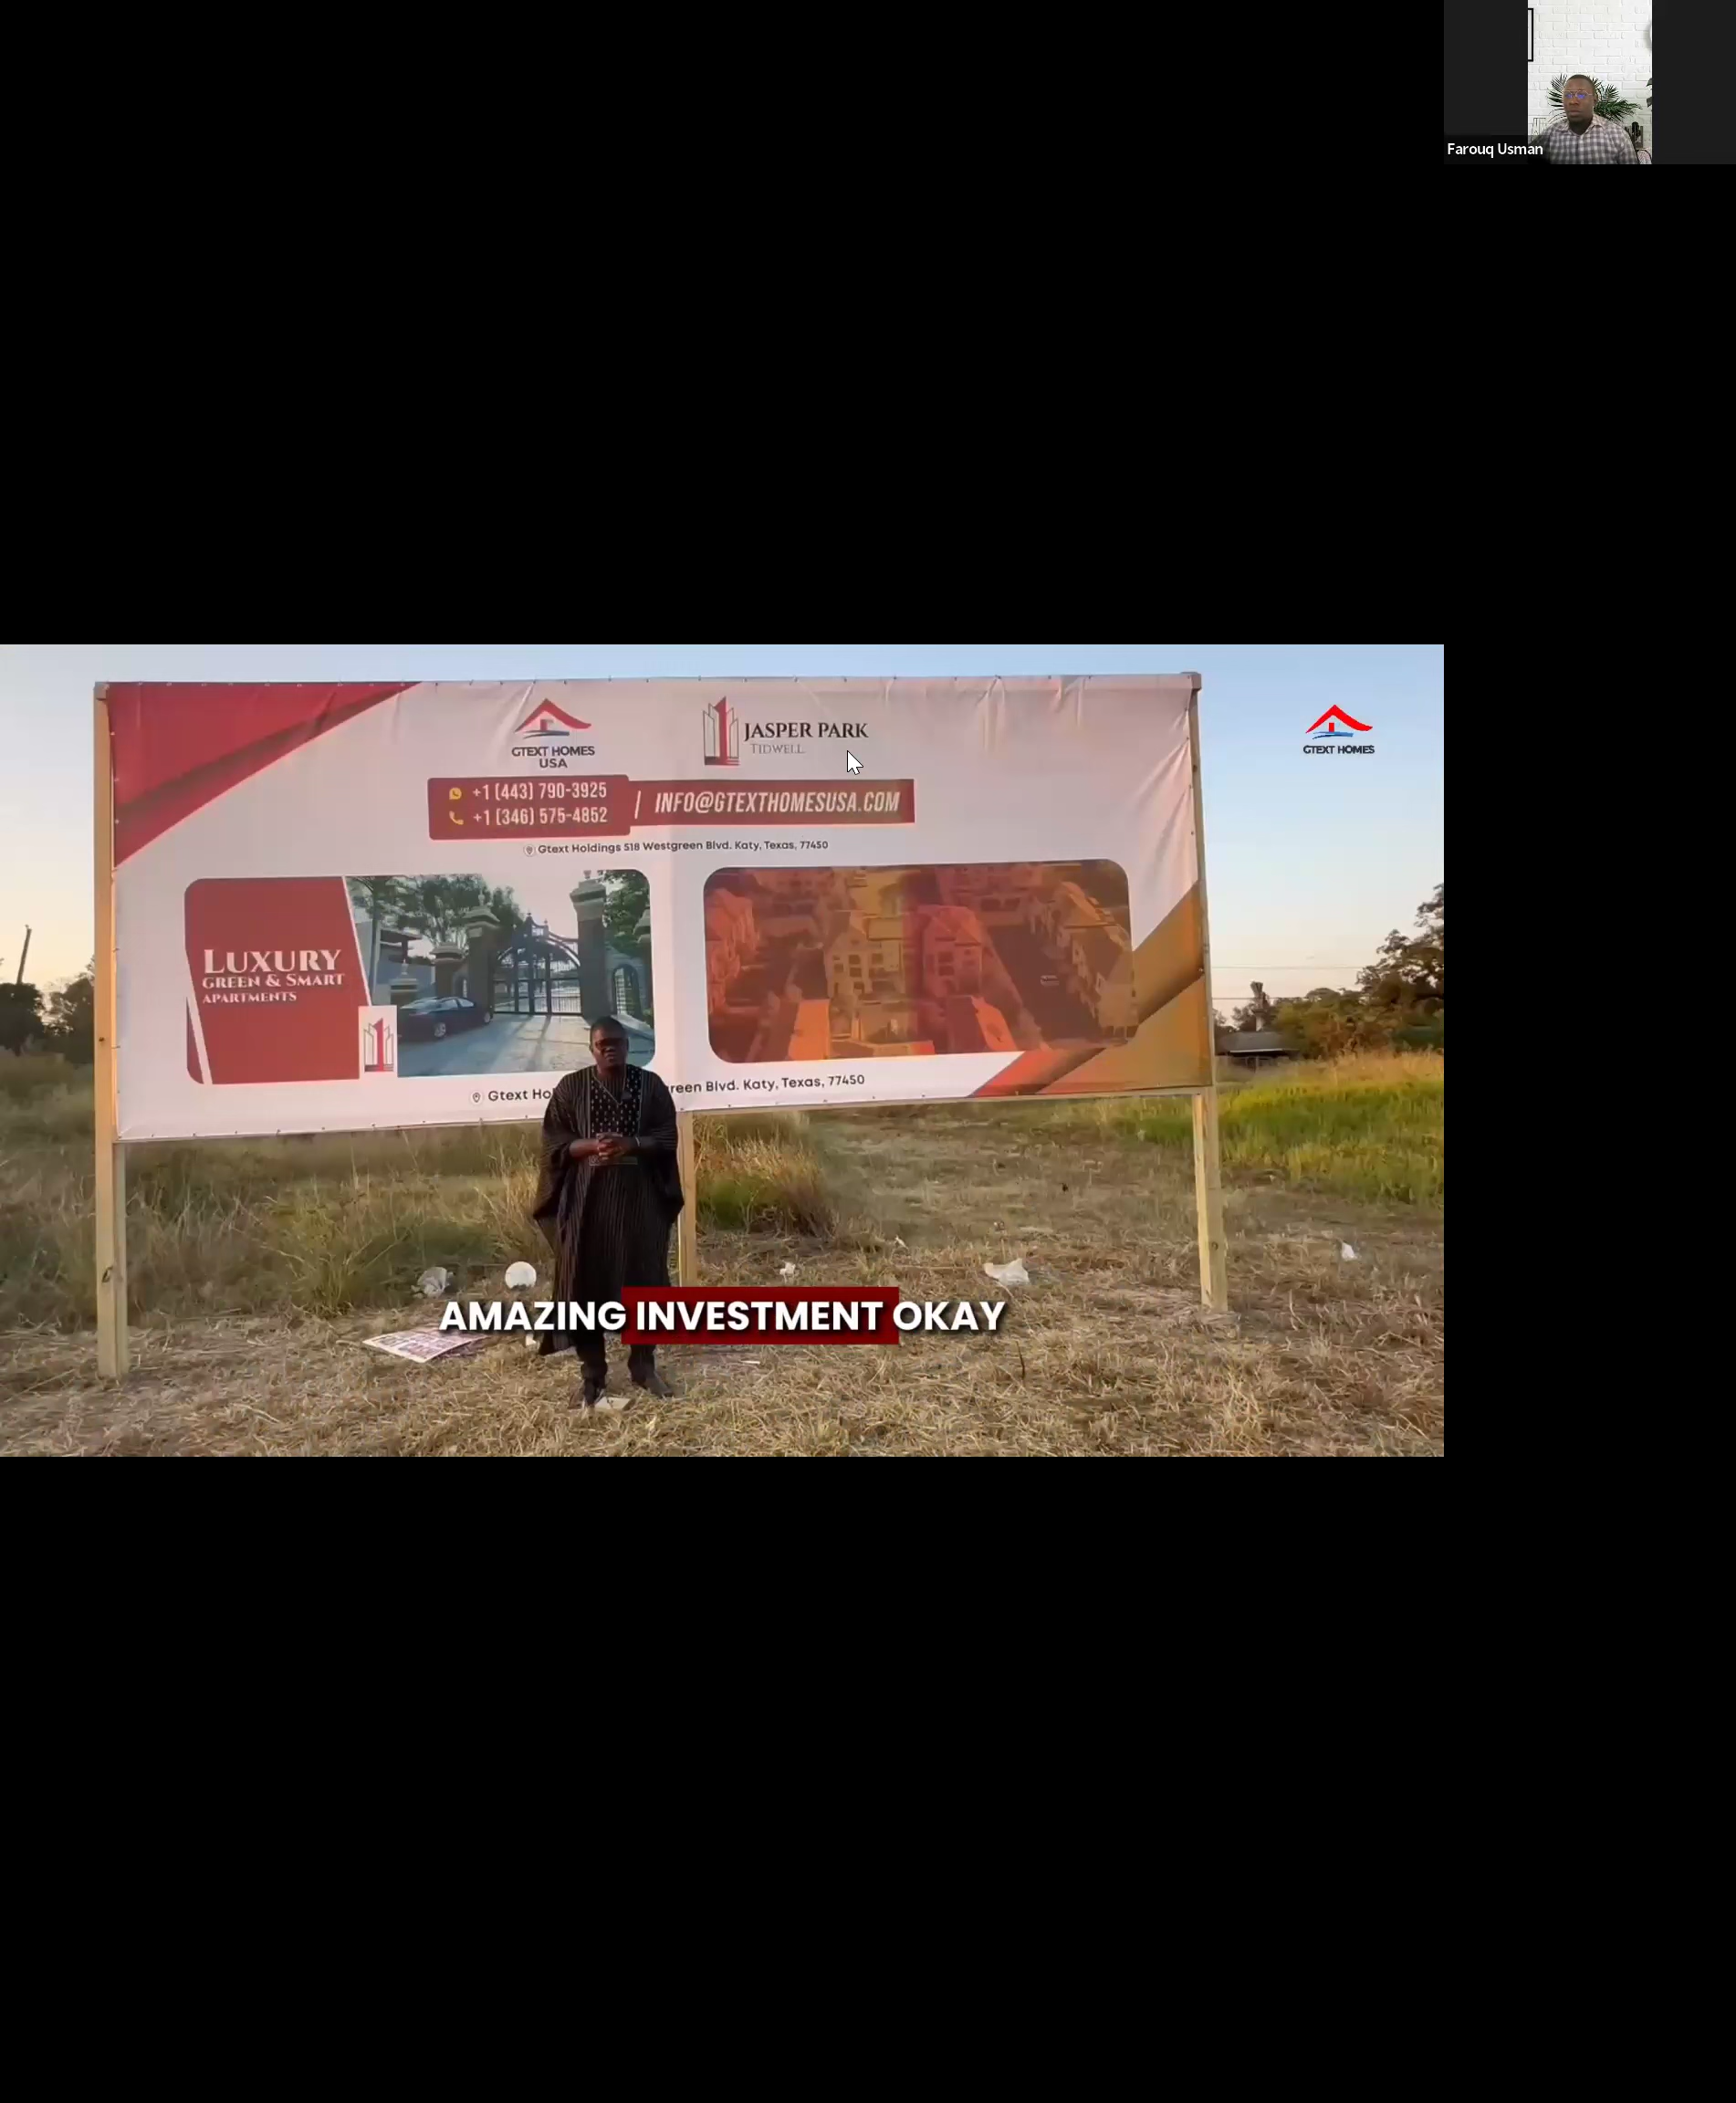 Farouq Usman
GTEXT HOMES
USA
JASPER PARK
TIDWELL
GTEXT HOMES
+1 (443) 790-3925
+1 (346) 575-4852
| INFO@GTEXTHOMESUSA.COM
Gtext Holdings 518 Westgreen Blvd. Katy, Texas, 77450
LUXURY
GREEN & SMART
APARTMENTS
Gtext Ho
reen Blvd. Katy, Texas, 77450
AMAZING INVESTMENT OKAY